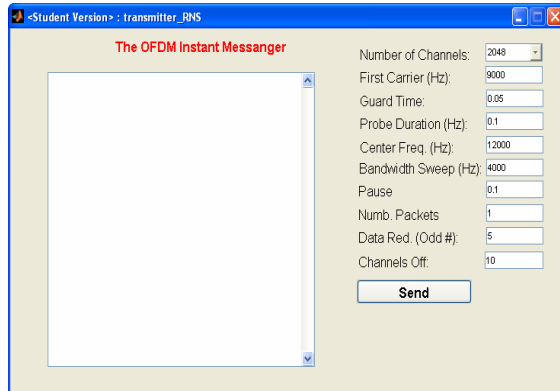 <Student Version> : transmitter_RNS
The OFDM Instant Messanger
Number of Channels: 2048
First Carrier (Hz): 9000
Guard Time: 0.05
Probe Duration (Hz): 0.1
Center Freq. (Hz): 12000
Bandwidth Sweep (Hz): 4000
Pause 0.1
Numb. Packets 1
Data Red. (Odd #): 5
Channels Off: 10
Send